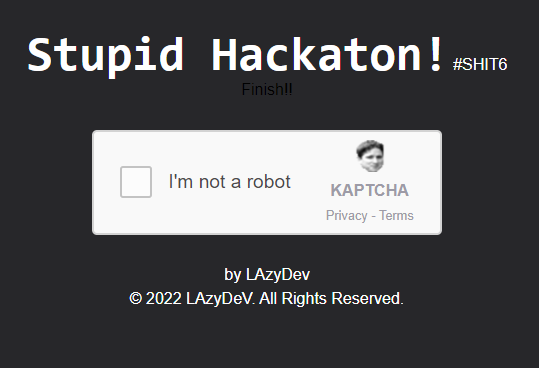 Stupid Hackaton! #SHIT6
Finish!!
I'm not a robot
KAPTCHA
Privacy - Terms
by LAzyDev
© 2022 LAzyDeV. All Rights Reserved.